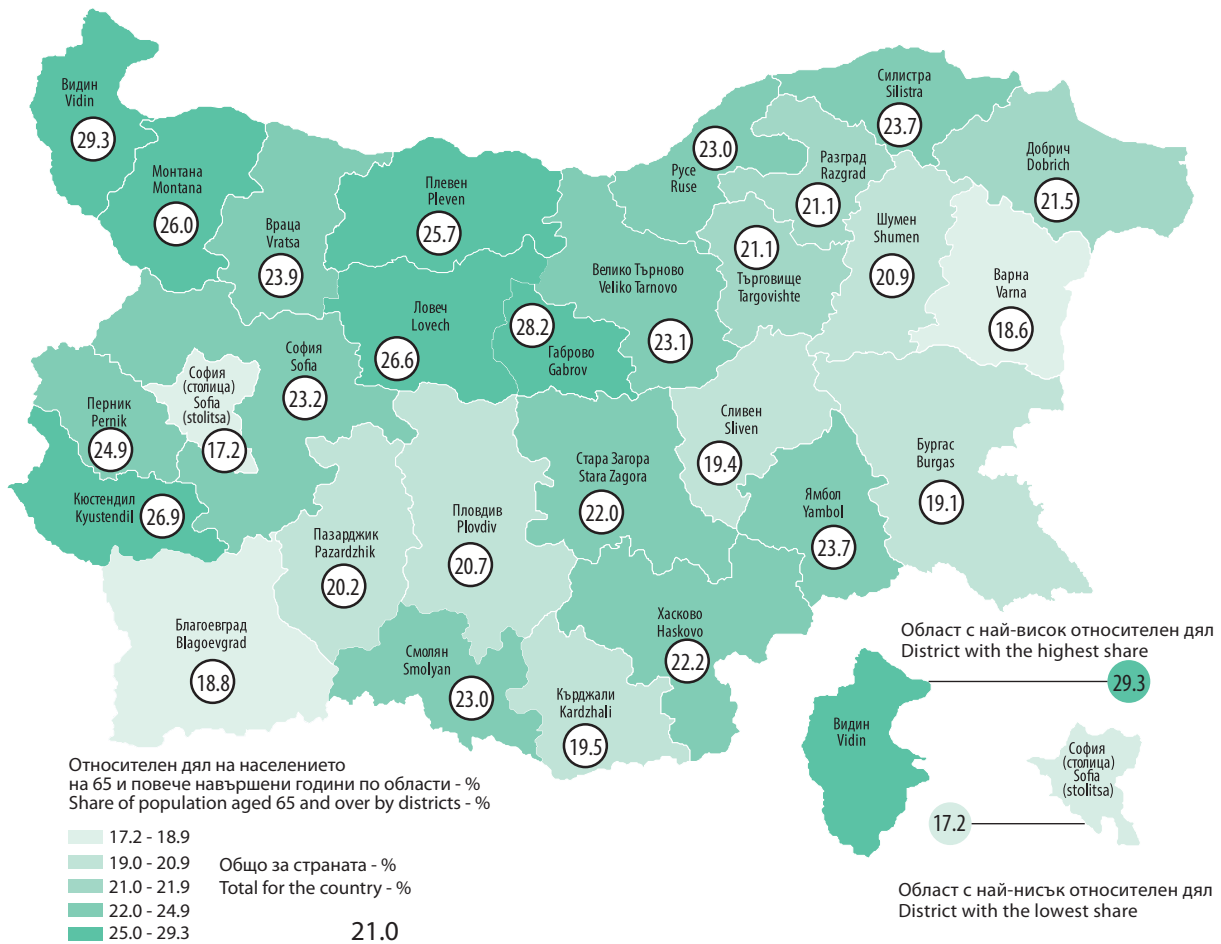 Видин
Vidin
29.3
Монтана
Montana
26.0
Враца
Vratsa
23.9
Плевен
Pleven
25.7
Ловеч
Lovech
26.6
28.2
Габрово
Gabrov
Велико Търново
Veliko Tarnovo
23.1
Русе
Ruse
23.0
Разград
Razgrad
21.1
Силистра
Silistra
23.7
Добрич
Dobrich
21.5
21.1
Търговище
Targovishte
Шумен
Shumen
20.9
Варна
Varna
18.6
София
Sofia
23.2
София
(столица)
Sofia
(stolitsa)
17.2
Перник
Pernik
24.9
Кюстендил
Kyustendil
26.9
Благоевград
Blagoevgrad
18.8
Пазарджик
Pazardzhik
20.2
Пловдив
Plovdiv
20.7
Смолян
Smolyan
23.0
Стара Загора
Stara Zagora
22.0
Сливен
Sliven
19.4
Ямбол
Yambol
23.7
Бургас
Burgas
19.1
Хасково
Haskovo
22.2
Кърджали
Kardzhali
19.5
Област с най-висок относителен дял
District with the highest share
29.3
Видин
Vidin
София
(столица)
Sofia
(stolitsa)
17.2
Област с най-нисък относителен дял
District with the lowest share
Относителен дял на населението
на 65 и повече навършени години по области - %
Share of population aged 65 and over by districts - %
17.2 - 18.9
19.0 - 20.9
21.0 - 21.9
22.0 - 24.9
25.0 - 29.3
Общо за страната - %
Total for the country - %
21.0